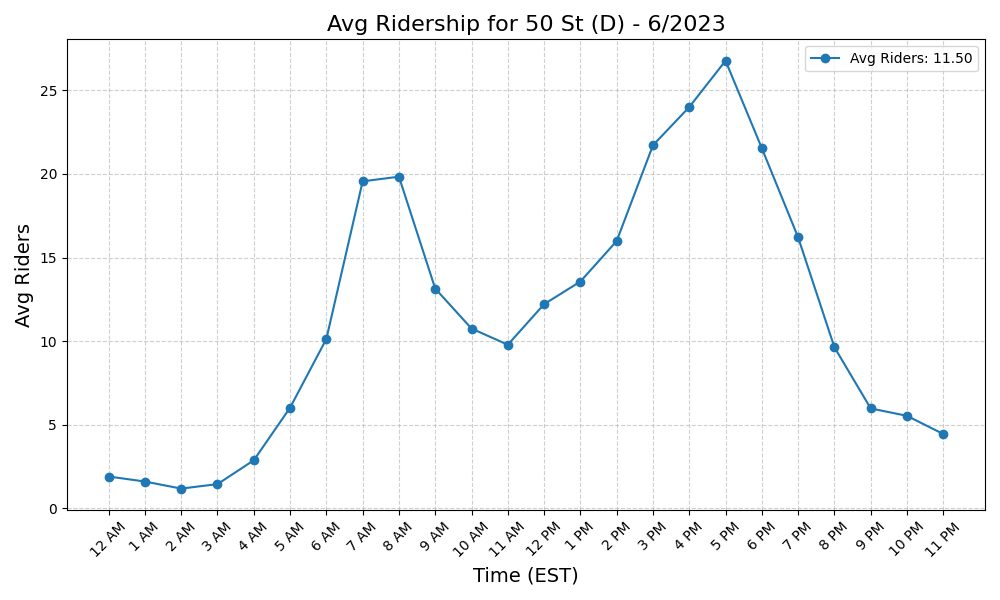 Avg Ridership for 50 St (D) - 6/2023
Avg Riders: 11.50
Avg Riders
25
20
15
10
5
0
12 AM
1 AM
2 AM
3 AM
4 AM
5 AM
6 AM
7 AM
8 AM
9 AM
10 AM
11 AM
12 PM
1 PM
2 PM
3 PM
4 PM
5 PM
6 PM
7 PM
8 PM
9 PM
10 PM
11 PM
Time (EST)